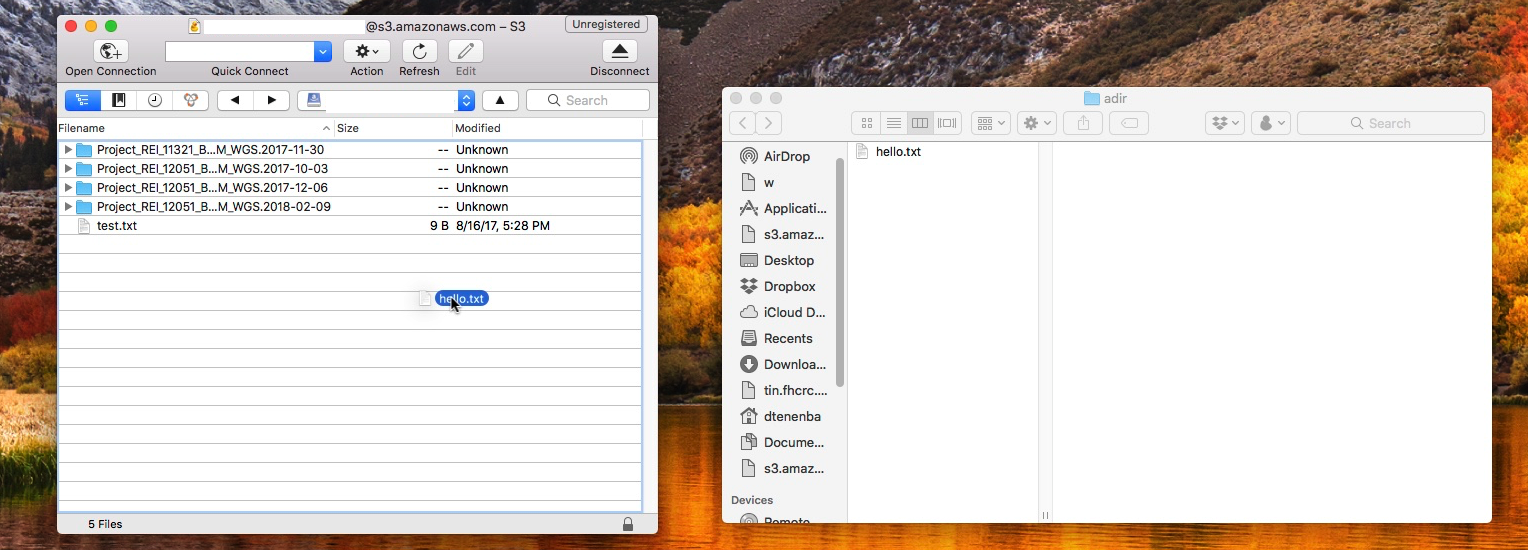 @s3.amazonaws.com – S3
Unregistered
Open Connection
Quick Connect
Action
Refresh
Edit
Disconnect
Search
Filename
Size
Modified
Project_REI_11321_B...M_WGS.2017-11-30 -- Unknown
Project_REI_12051_B...M_WGS.2017-10-03 -- Unknown
Project_REI_12051_B...M_WGS.2017-12-06 -- Unknown
Project_REI_12051_B...M_WGS.2018-02-09 -- Unknown
test.txt 9 B 8/16/17, 5:28 PM
hello.txt
5 Files
adir
Search
AirDrop
w
Applicati...
s3.amaz...
Desktop
Dropbox
iCloud D...
Recents
Downloa...
tin.fhcrc....
dtenenba
Docume...
s3.amaz...
Devices
Remote
hello.txt